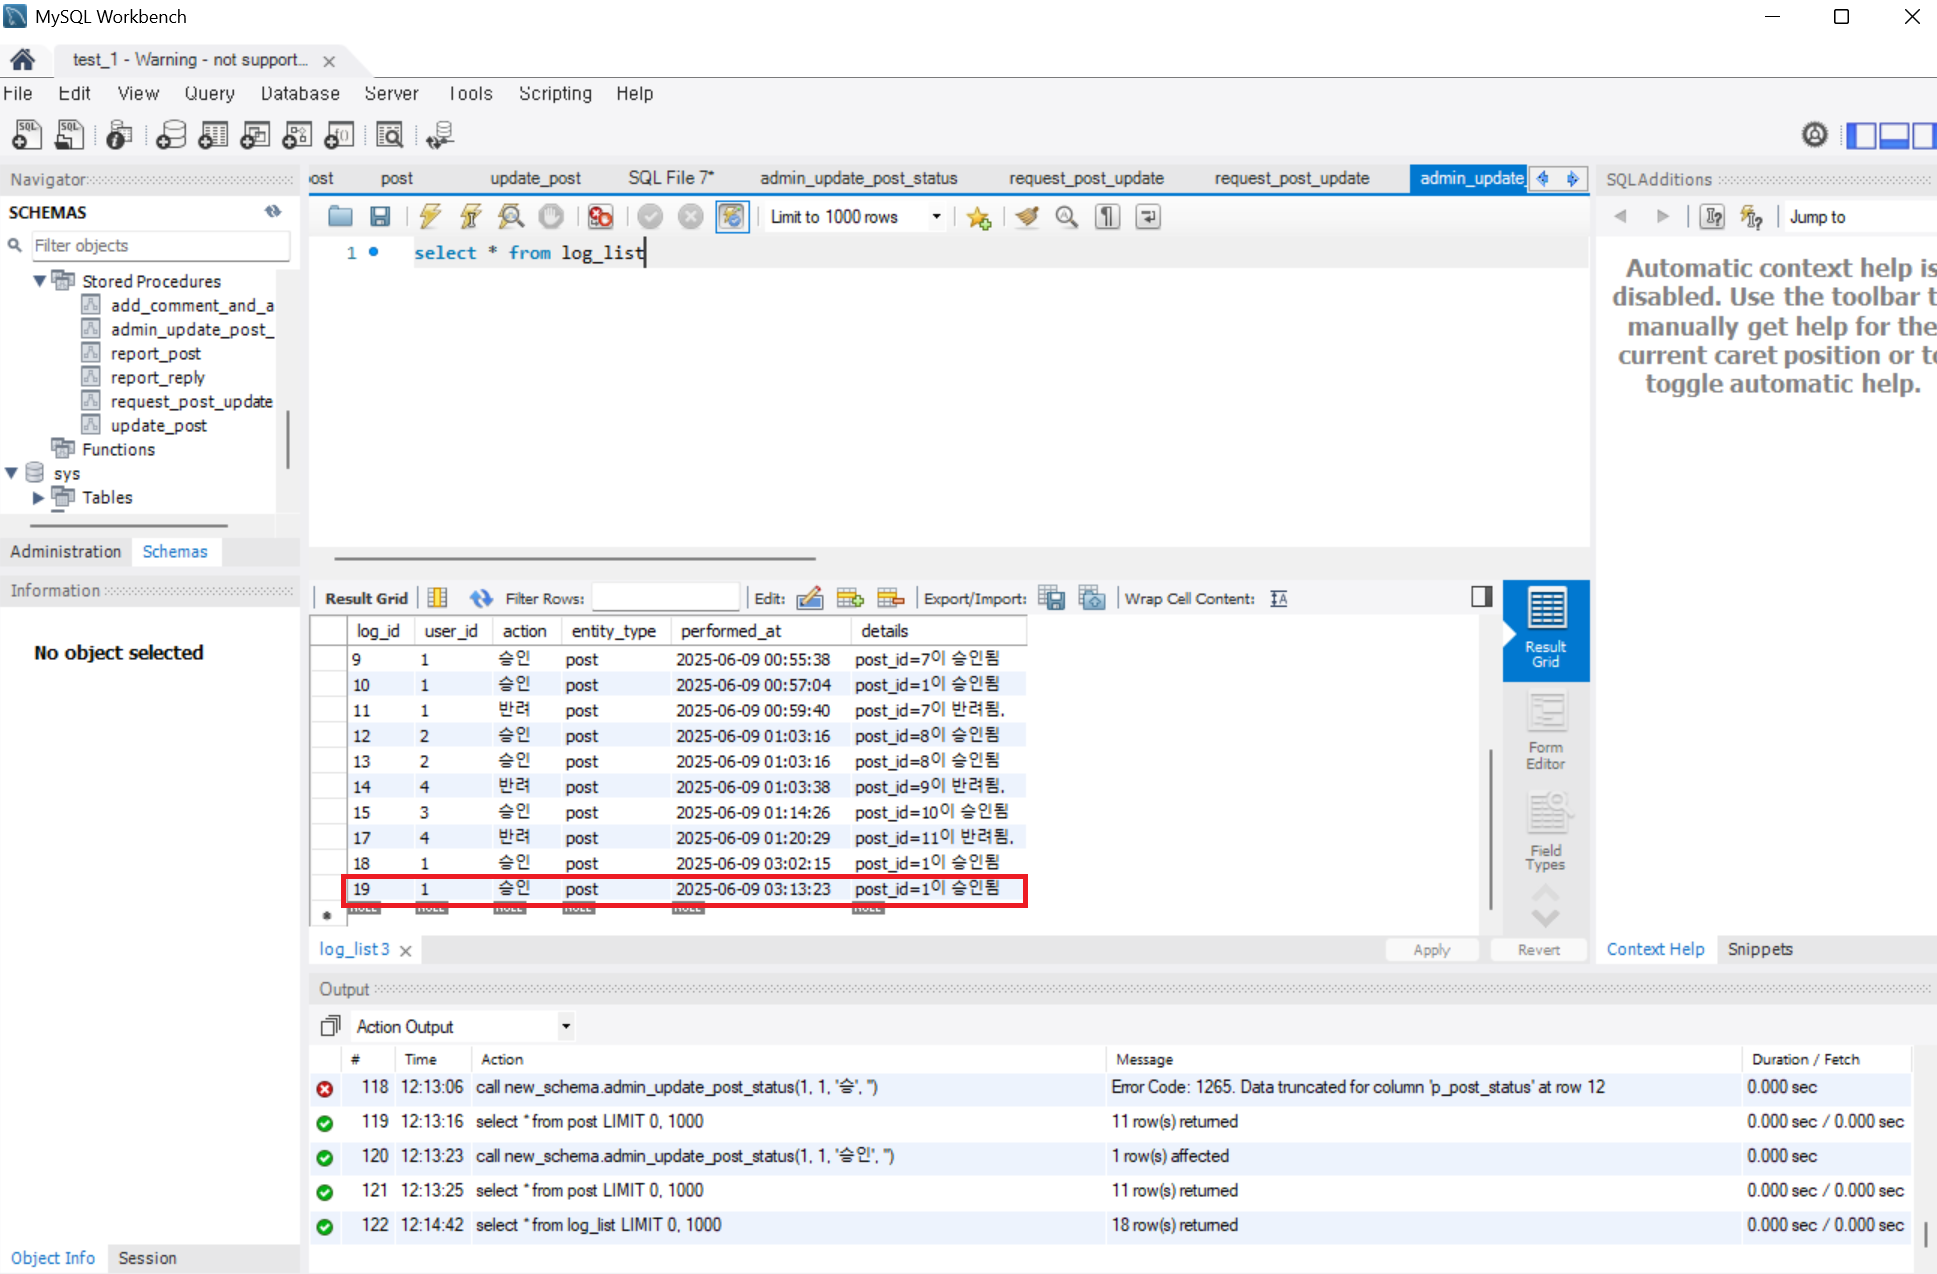 MySQL Workbench
test_1 - Warning - not support...
File Edit View Query Database Server Tools Scripting Help
Navigator
SCHEMAS
Filter objects
Stored Procedures
add_comment_and_a
admin_update_post_
report_post
report_reply
request_post_update
update_post
Functions
sys
Tables
Administration Schemas
Information
No object selected
Object Info Session
ost post update_post SQL File 7* admin_update_post_status request_post_update request_post_update admin_update_
Limit to 1000 rows
1 select * from log_list
Result Grid Filter Rows: Edit: Export/Import: Wrap Cell Content:
log_id user_id action entity_type performed_at details
9 1 승인 post 2025-06-09 00:55:38 post_id=7이 승인됨
10 1 승인 post 2025-06-09 00:57:04 post_id=1이 승인됨
11 1 반려 post 2025-06-09 00:59:40 post_id=7이 반려됨.
12 2 승인 post 2025-06-09 01:03:16 post_id=8이 승인됨
13 2 승인 post 2025-06-09 01:03:16 post_id=8이 승인됨
14 4 반려 post 2025-06-09 01:03:38 post_id=9이 반려됨.
15 3 승인 post 2025-06-09 01:14:26 post_id=10이 승인됨
17 4 반려 post 2025-06-09 01:20:29 post_id=11이 반려됨.
18 1 승인 post 2025-06-09 03:02:15 post_id=1이 승인됨
19 1 승인 post 2025-06-09 03:13:23 post_id=1이 승인됨
NULL NULL NULL NULL NULL NULL
Result Grid
Form Editor
Field Types
log_list 3
Apply Revert
SQLAdditions
Jump to
Automatic context help is
disabled. Use the toolbar t
manually get help for the
current caret position or to
toggle automatic help.
Context Help Snippets
Output
Action Output
# Time Action Message Duration / Fetch
118 12:13:06 call new_schema.admin_update_post_status(1, 1, '승', '') Error Code: 1265. Data truncated for column 'p_post_status' at row 12 0.000 sec
119 12:13:16 select * from post LIMIT 0, 1000 11 row(s) returned 0.000 sec / 0.000 sec
120 12:13:23 call new_schema.admin_update_post_status(1, 1, '승인', '') 1 row(s) affected 0.000 sec
121 12:13:25 select * from post LIMIT 0, 1000 11 row(s) returned 0.000 sec / 0.000 sec
122 12:14:42 select * from log_list LIMIT 0, 1000 18 row(s) returned 0.000 sec / 0.000 sec